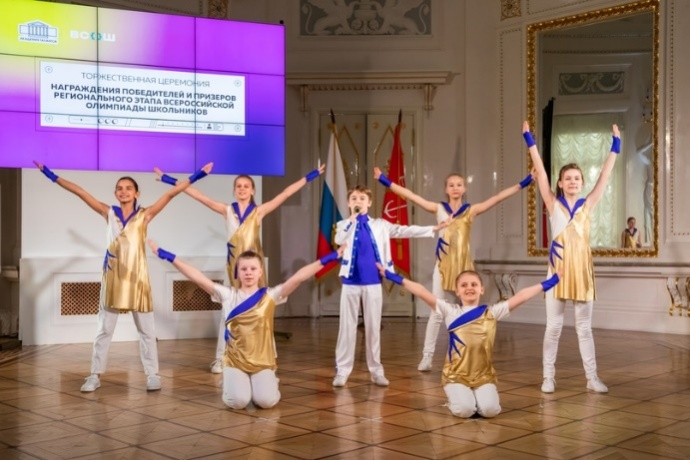 ВСОШ
ТОРЖЕСТВЕННАЯ ЦЕРЕМОНИЯ
НАГРАЖДЕНИЯ ПОБЕДИТЕЛЕЙ И ПРИЗЕРОВ
РЕГИОНАЛЬНОГО ЭТАПА ВСЕРОССИЙСКОЙ
ОЛИМПИАДЫ ШКОЛЬНИКОВ